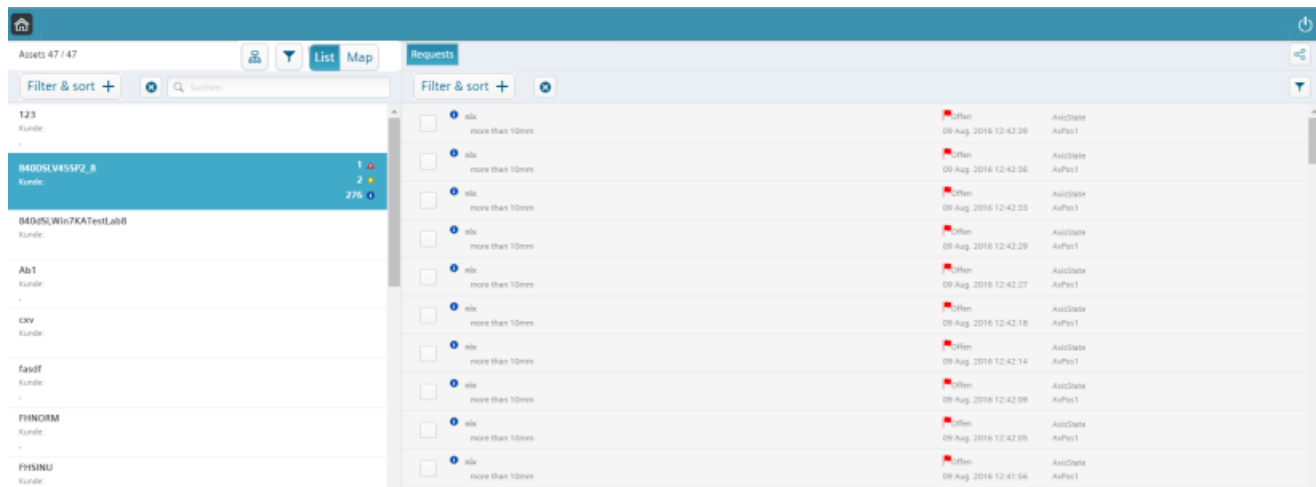 Assets 47 / 47
List Map
Filter & sort +
Suchen
123
Kunde:
.
840DSLV45SP2_8
Kunde:
1
2
276
840dSLWin7KATestLab8
Kunde:
Ab1
Kunde:
.
cxv
Kunde:
fasdf
Kunde:
.
FHNORM
Kunde:
.
FHSINU
Kunde:
Requests
Filter & sort +
Offen AxisState
more than 10mm 09 Aug. 2016 12:42:39 AxPos1
Offen AxisState
more than 10mm 09 Aug. 2016 12:42:36 AxPos1
Offen AxisState
more than 10mm 09 Aug. 2016 12:42:33 AxPos1
Offen AxisState
more than 10mm 09 Aug. 2016 12:42:29 AxPos1
Offen AxisState
more than 10mm 09 Aug. 2016 12:42:27 AxPos1
Offen AxisState
more than 10mm 09 Aug. 2016 12:42:18 AxPos1
Offen AxisState
more than 10mm 09 Aug. 2016 12:42:14 AxPos1
Offen AxisState
more than 10mm 09 Aug. 2016 12:42:09 AxPos1
Offen AxisState
more than 10mm 09 Aug. 2016 12:42:05 AxPos1
Offen AxisState
more than 10mm 09 Aug. 2016 12:41:56 AxPos1